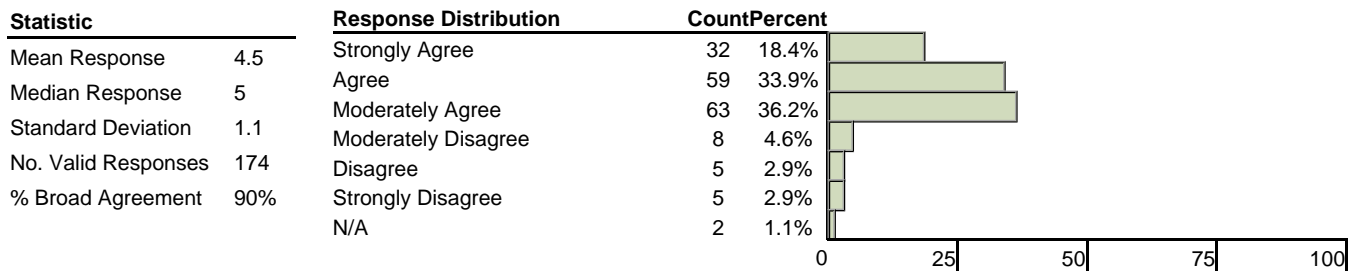 Statistic
Mean Response 4.5
Median Response 5
Standard Deviation 1.1
No. Valid Responses 174
% Broad Agreement 90%
Response Distribution CountPercent
Strongly Agree 32 18.4%
Agree 59 33.9%
Moderately Agree 63 36.2%
Moderately Disagree 8 4.6%
Disagree 5 2.9%
Strongly Disagree 5 2.9%
N/A 2 1.1%
0 25 50 75 100